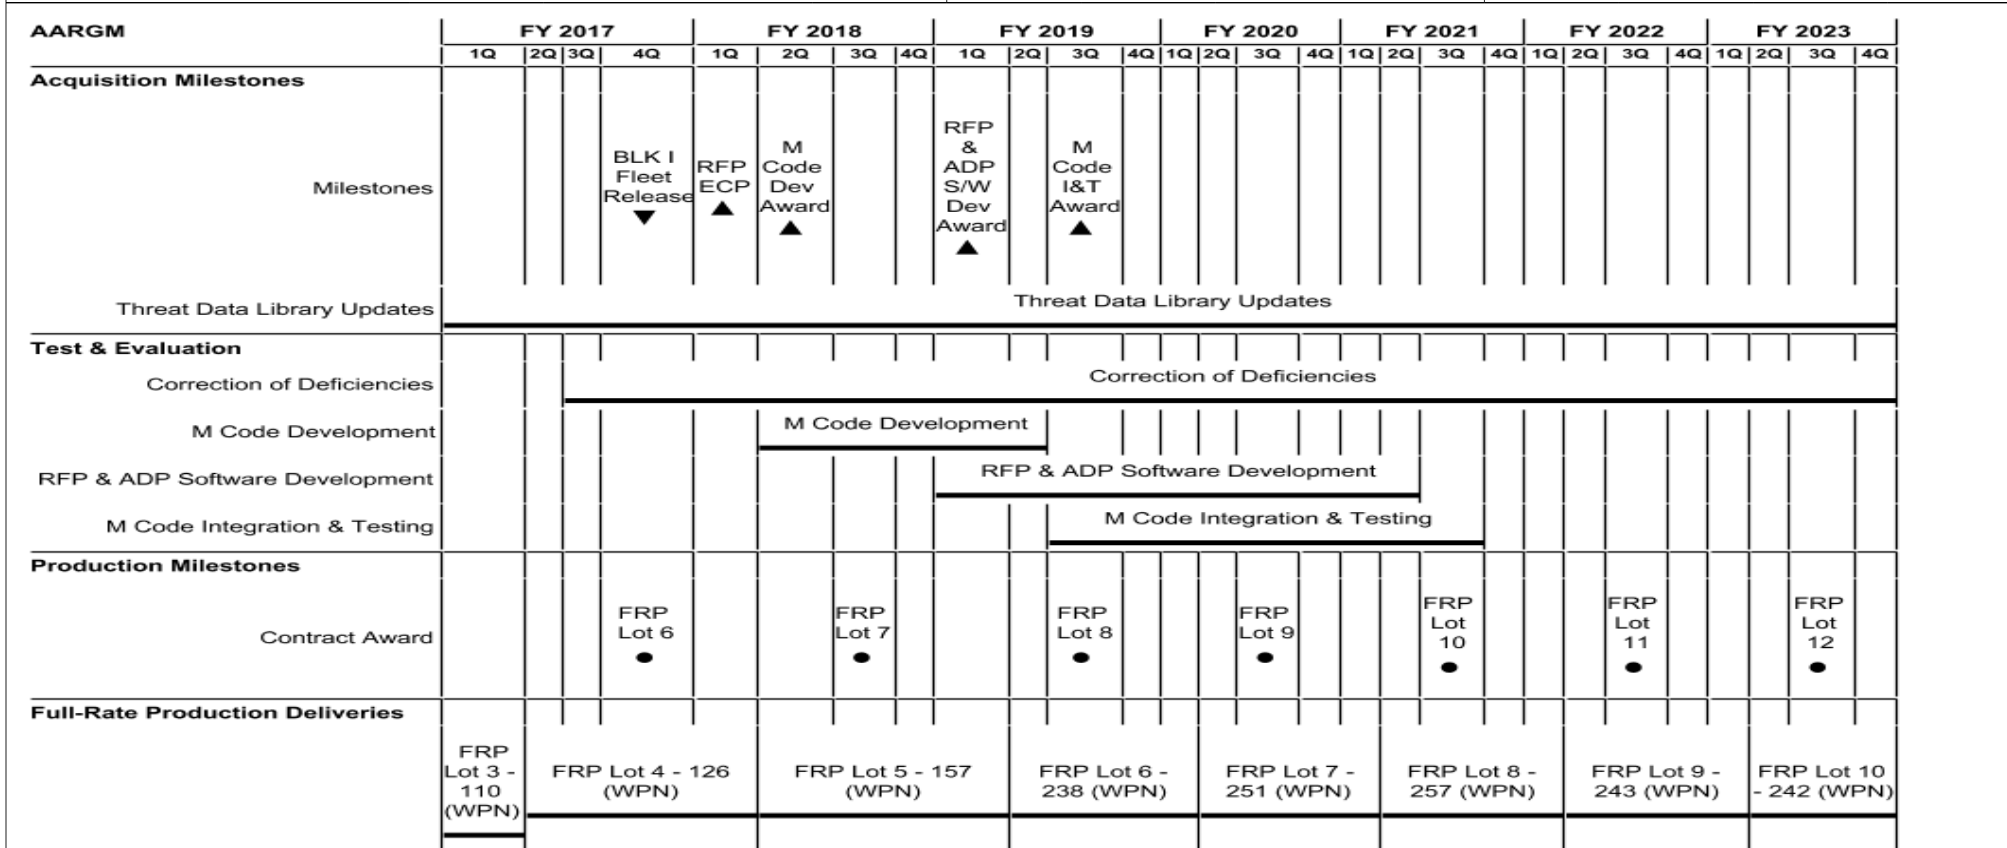 AARGM
FY 2017 FY 2018 FY 2019 FY 2020 FY 2021 FY 2022 FY 2023
1Q 2Q 3Q 4Q 1Q 2Q 3Q 4Q 1Q 2Q 3Q 4Q 1Q 2Q 3Q 4Q 1Q 2Q 3Q 4Q 1Q 2Q 3Q 4Q 1Q 2Q 3Q 4Q
Acquisition Milestones
Milestones
BLK I
Fleet
Release
RFP
ECP
M
Code
Dev
Award
RFP
&
ADP
S/W
Dev
Award
M
Code
I&T
Award
Threat Data Library Updates
Threat Data Library Updates
Test & Evaluation
Correction of Deficiencies
Correction of Deficiencies
M Code Development
M Code Development
RFP & ADP Software Development
RFP & ADP Software Development
M Code Integration & Testing
M Code Integration & Testing
Production Milestones
Contract Award
FRP
Lot 6
FRP
Lot 7
FRP
Lot 8
FRP
Lot 9
FRP
Lot
10
FRP
Lot
11
FRP
Lot
12
Full-Rate Production Deliveries
FRP
Lot 3 -
110
(WPN)
FRP Lot 4 - 126
(WPN)
FRP Lot 5 - 157
(WPN)
FRP Lot 6 -
238 (WPN)
FRP Lot 7 -
251 (WPN)
FRP Lot 8 -
257 (WPN)
FRP Lot 9 -
243 (WPN)
FRP Lot 10
- 242 (WPN)